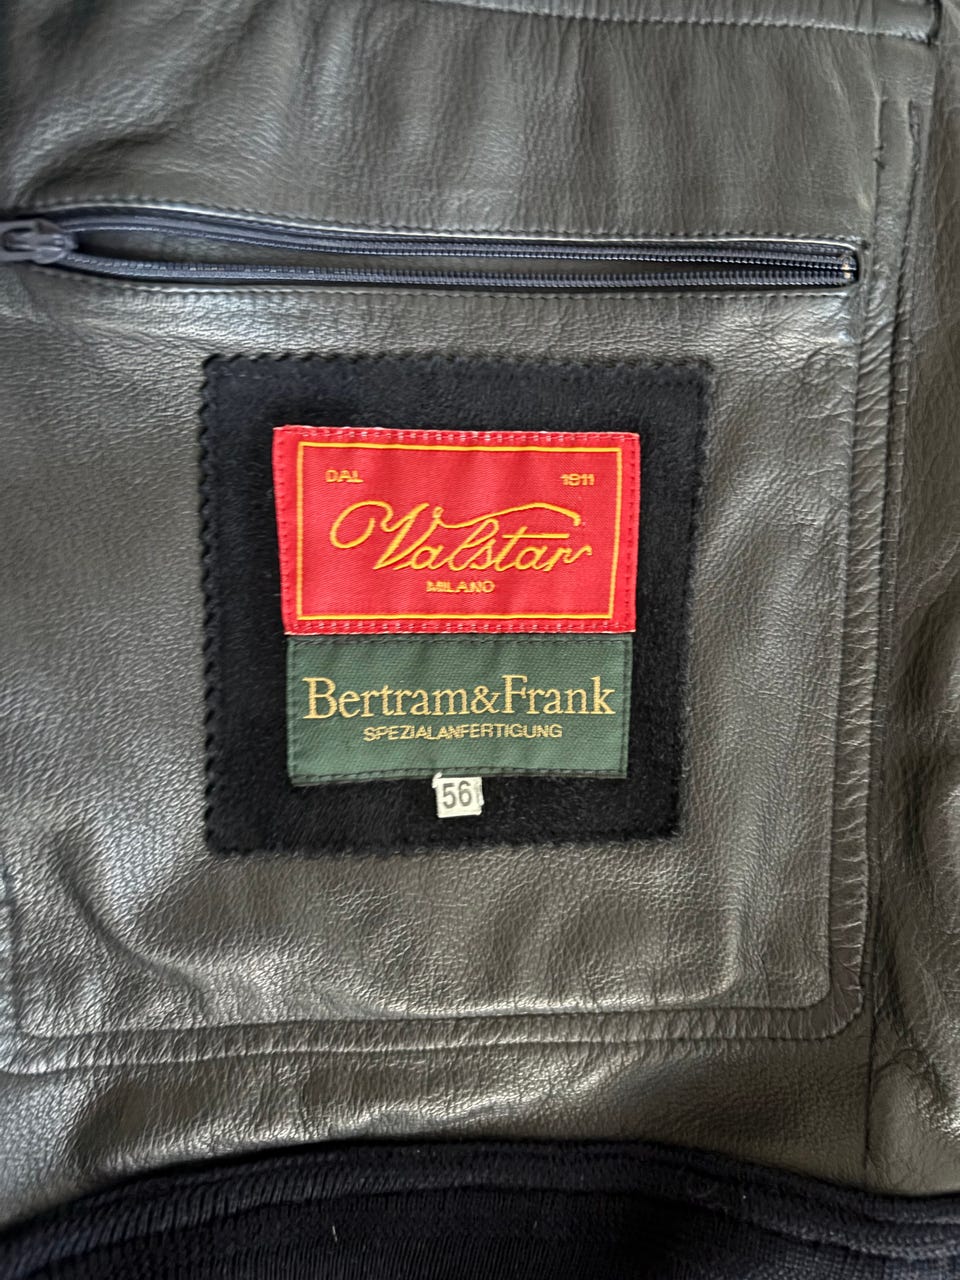 DAL 1911
Valstar
MILANO
Bertram&Frank
SPEZIALANFERTIGUNG
56